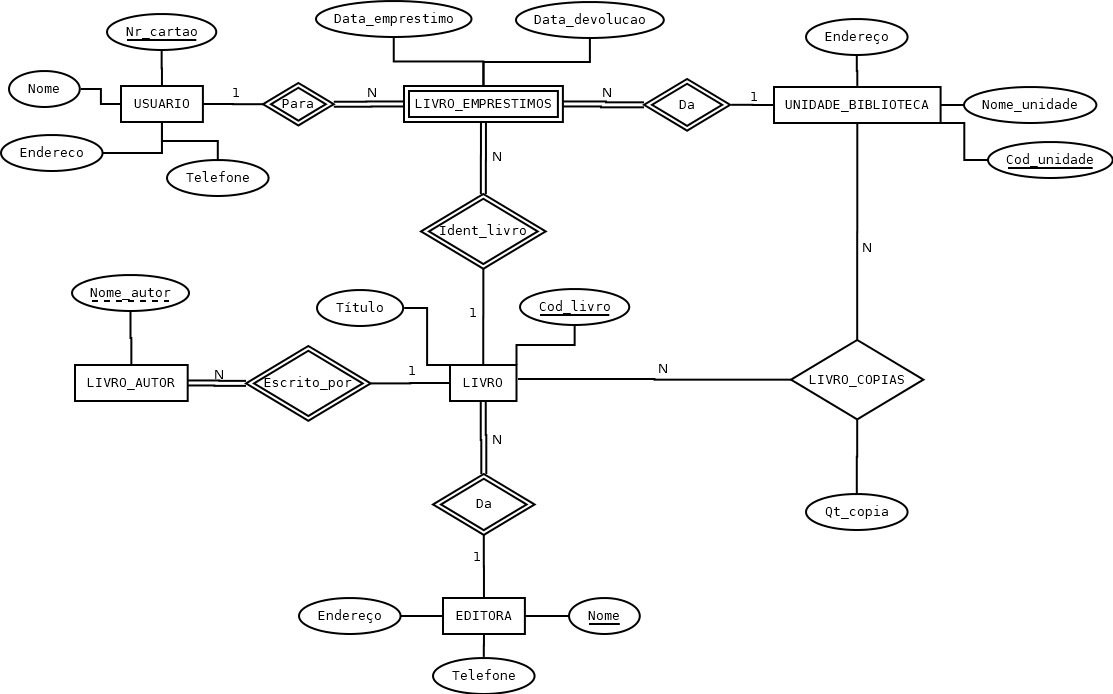 Data_emprestimo
Data_devolucao
Nr_cartao
Endereço
Nome
1
N
N
1
USUARIO
Para
LIVRO_EMPRESTIMOS
Da
UNIDADE_BIBLIOTECA
Nome_unidade
Endereco
N
Cod_unidade
Telefone
Ident_livro
N
Nome_autor
Título
Cod_livro
1
N
1
N
LIVRO_AUTOR
Escrito_por
LIVRO
LIVRO_COPIAS
N
Da
Qt_copia
1
Endereço
EDITORA
Nome
Telefone